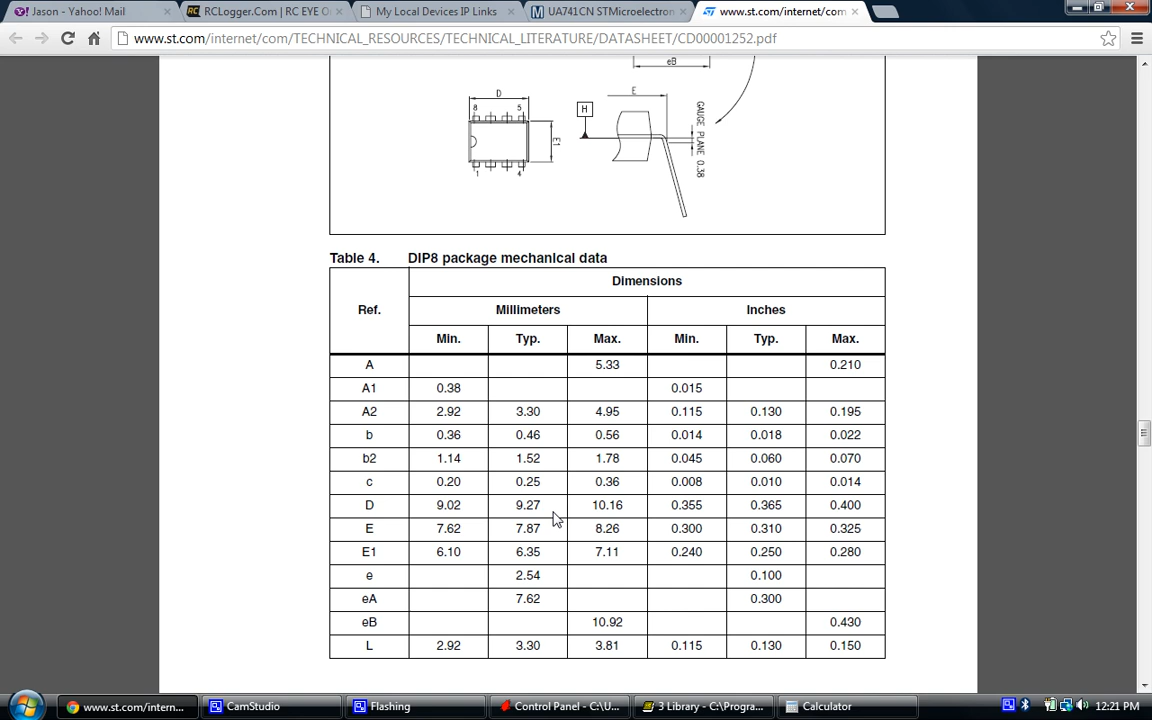 Jason - Yahoo! Mail
RCLogger.Com | RC EYE O
My Local Devices IP Links
UA741CN STMicroelectron
www.st.com/internet/com
www.st.com/internet/com/TECHNICAL_RESOURCES/TECHNICAL_LITERATURE/DATASHEET/CD00001252.pdf
eB
D
E
8 5
H
E1
GAUGE PLANE 0.38
1 4
Table 4. DIP8 package mechanical data
Ref. Dimensions
Millimeters Inches
Min. Typ. Max. Min. Typ. Max.
A 5.33 0.210
A1 0.38 0.015
A2 2.92 3.30 4.95 0.115 0.130 0.195
b 0.36 0.46 0.56 0.014 0.018 0.022
b2 1.14 1.52 1.78 0.045 0.060 0.070
c 0.20 0.25 0.36 0.008 0.010 0.014
D 9.02 9.27 10.16 0.355 0.365 0.400
E 7.62 7.87 8.26 0.300 0.310 0.325
E1 6.10 6.35 7.11 0.240 0.250 0.280
e 2.54 0.100
eA 7.62 0.300
eB 10.92 0.430
L 2.92 3.30 3.81 0.115 0.130 0.150
www.st.com/intern...
CamStudio
Flashing
Control Panel - C:\U...
3 Library - C:\Progra...
Calculator
12:21 PM